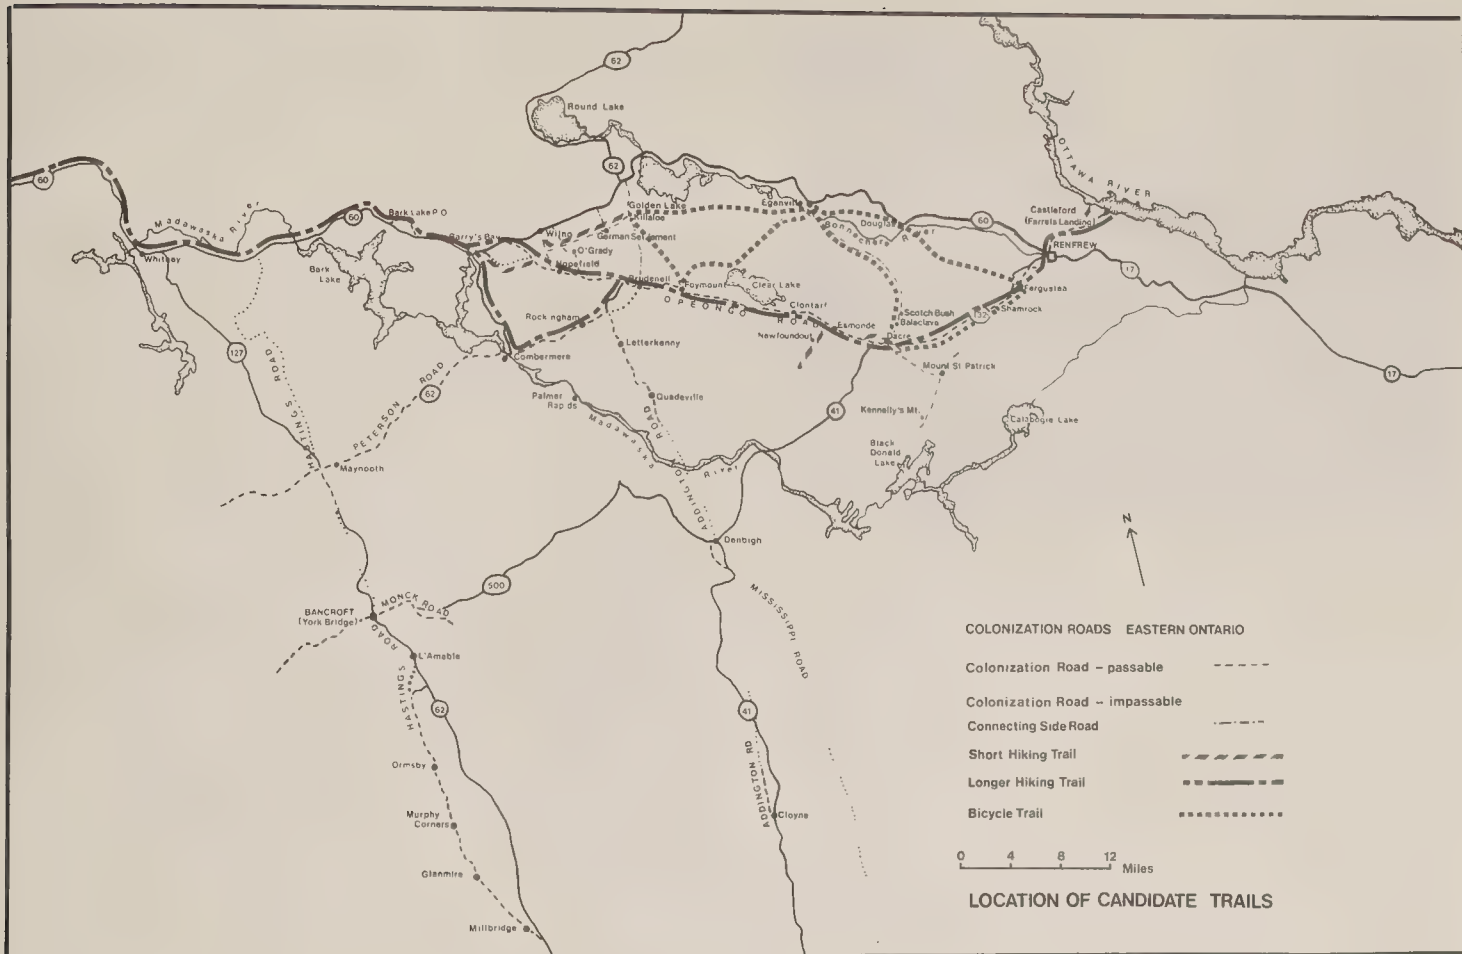 62
Round Lake
62
60
Madawaska River
Whitney
Bark Lake P O
60
Barry's Bay
Bark Lake
Wilno
Golden Lake
Killaloe
German Settlement
O'Grady
Hopefield
Brudenell
Foymount
Clear Lake
OPEONGO ROAD
Clontarf
Newfoundout
Esmonde
Dacre
Eganville
Bonnechere River
Douglas
60
Castleford
(Farrels Landing)
OTTAWA RIVER
RENFREW
17
Ferguslea
Shamrock
132
Scotch Bush
Balaclava
Mount St Patrick
Kennelly's Mt.
Black
Donald
Lake
Calabogie Lake
17
41
Rockingham
Letterkenny
Combermere
Quadeville
Palmer
Rapids
Madawaska River
ADDINGTON ROAD
127
HASTINGS ROAD
PETERSON ROAD
62
Maynooth
Denbigh
500
MISSISSIPPI ROAD
BANCROFT
(York Bridge)
MONCK ROAD
HASTINGS ROAD
L'Amable
62
41
ADDINGTON RD
Cloyne
Ormsby
Murphy
Corners
Glanmire
Millbridge
N
COLONIZATION ROADS EASTERN ONTARIO
Colonization Road – passable
Colonization Road – impassable
Connecting Side Road
Short Hiking Trail
Longer Hiking Trail
Bicycle Trail
0 4 8 12
Miles
LOCATION OF CANDIDATE TRAILS